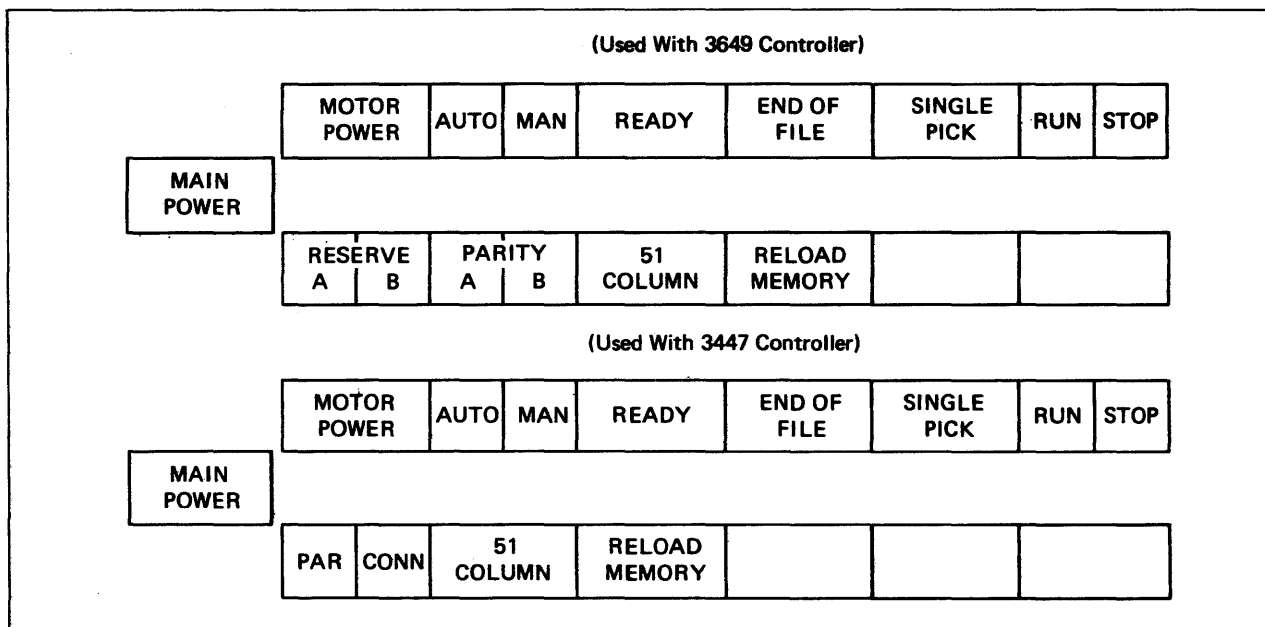 (Used With 3649 Controller)
MOTOR POWER AUTO MAN READY END OF FILE SINGLE PICK RUN STOP
MAIN POWER
RESERVE A B PARITY A B 51 COLUMN RELOAD MEMORY
(Used With 3447 Controller)
MOTOR POWER AUTO MAN READY END OF FILE SINGLE PICK RUN STOP
MAIN POWER
PAR CONN 51 COLUMN RELOAD MEMORY